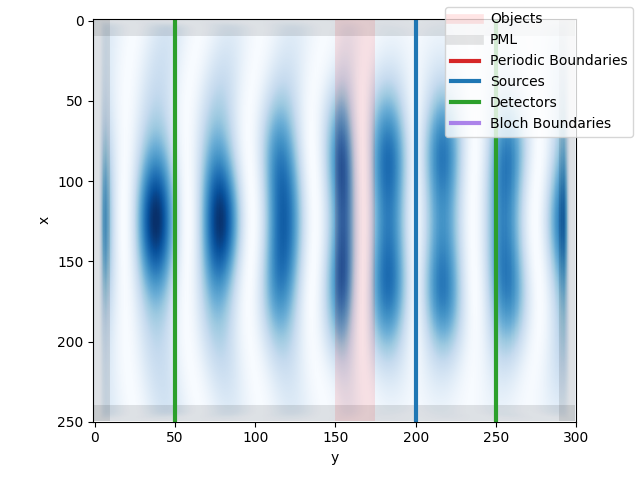 Objects
PML
Periodic Boundaries
Sources
Detectors
Bloch Boundaries
0
50
100
150
200
250
x
0
50
100
150
200
250
300
y